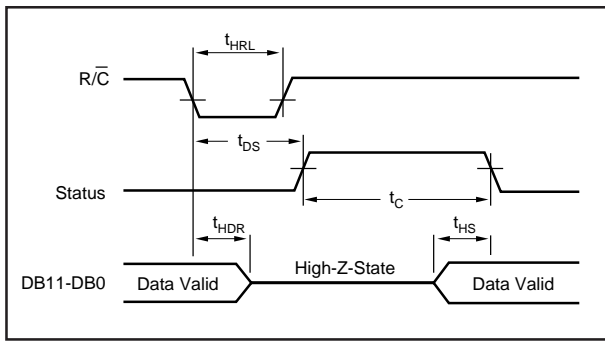 tHRL
R/C̅
tDS
Status
tC
tHDR
tHS
High-Z-State
DB11-DB0
Data Valid
Data Valid